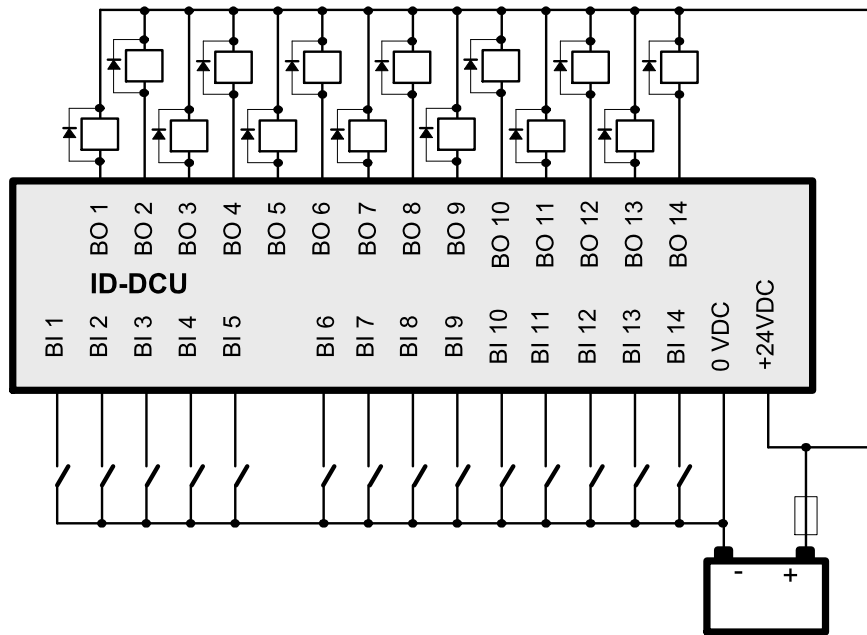 BO 1
BO 2
BO 3
BO 4
BO 5
BO 6
BO 7
BO 8
BO 9
BO 10
BO 11
BO 12
BO 13
BO 14
ID-DCU
BI 1
BI 2
BI 3
BI 4
BI 5
BI 6
BI 7
BI 8
BI 9
BI 10
BI 11
BI 12
BI 13
BI 14
0 VDC
+24VDC
- +